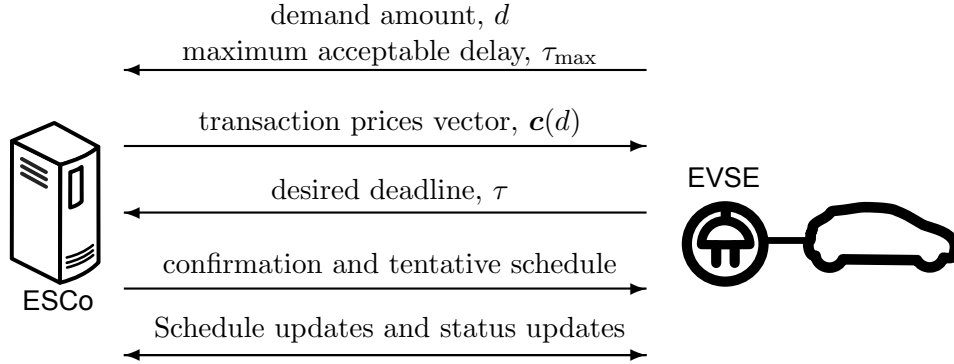 demand amount, d
maximum acceptable delay, τmax
transaction prices vector, c(d)
desired deadline, τ
EVSE
confirmation and tentative schedule
ESCo
Schedule updates and status updates